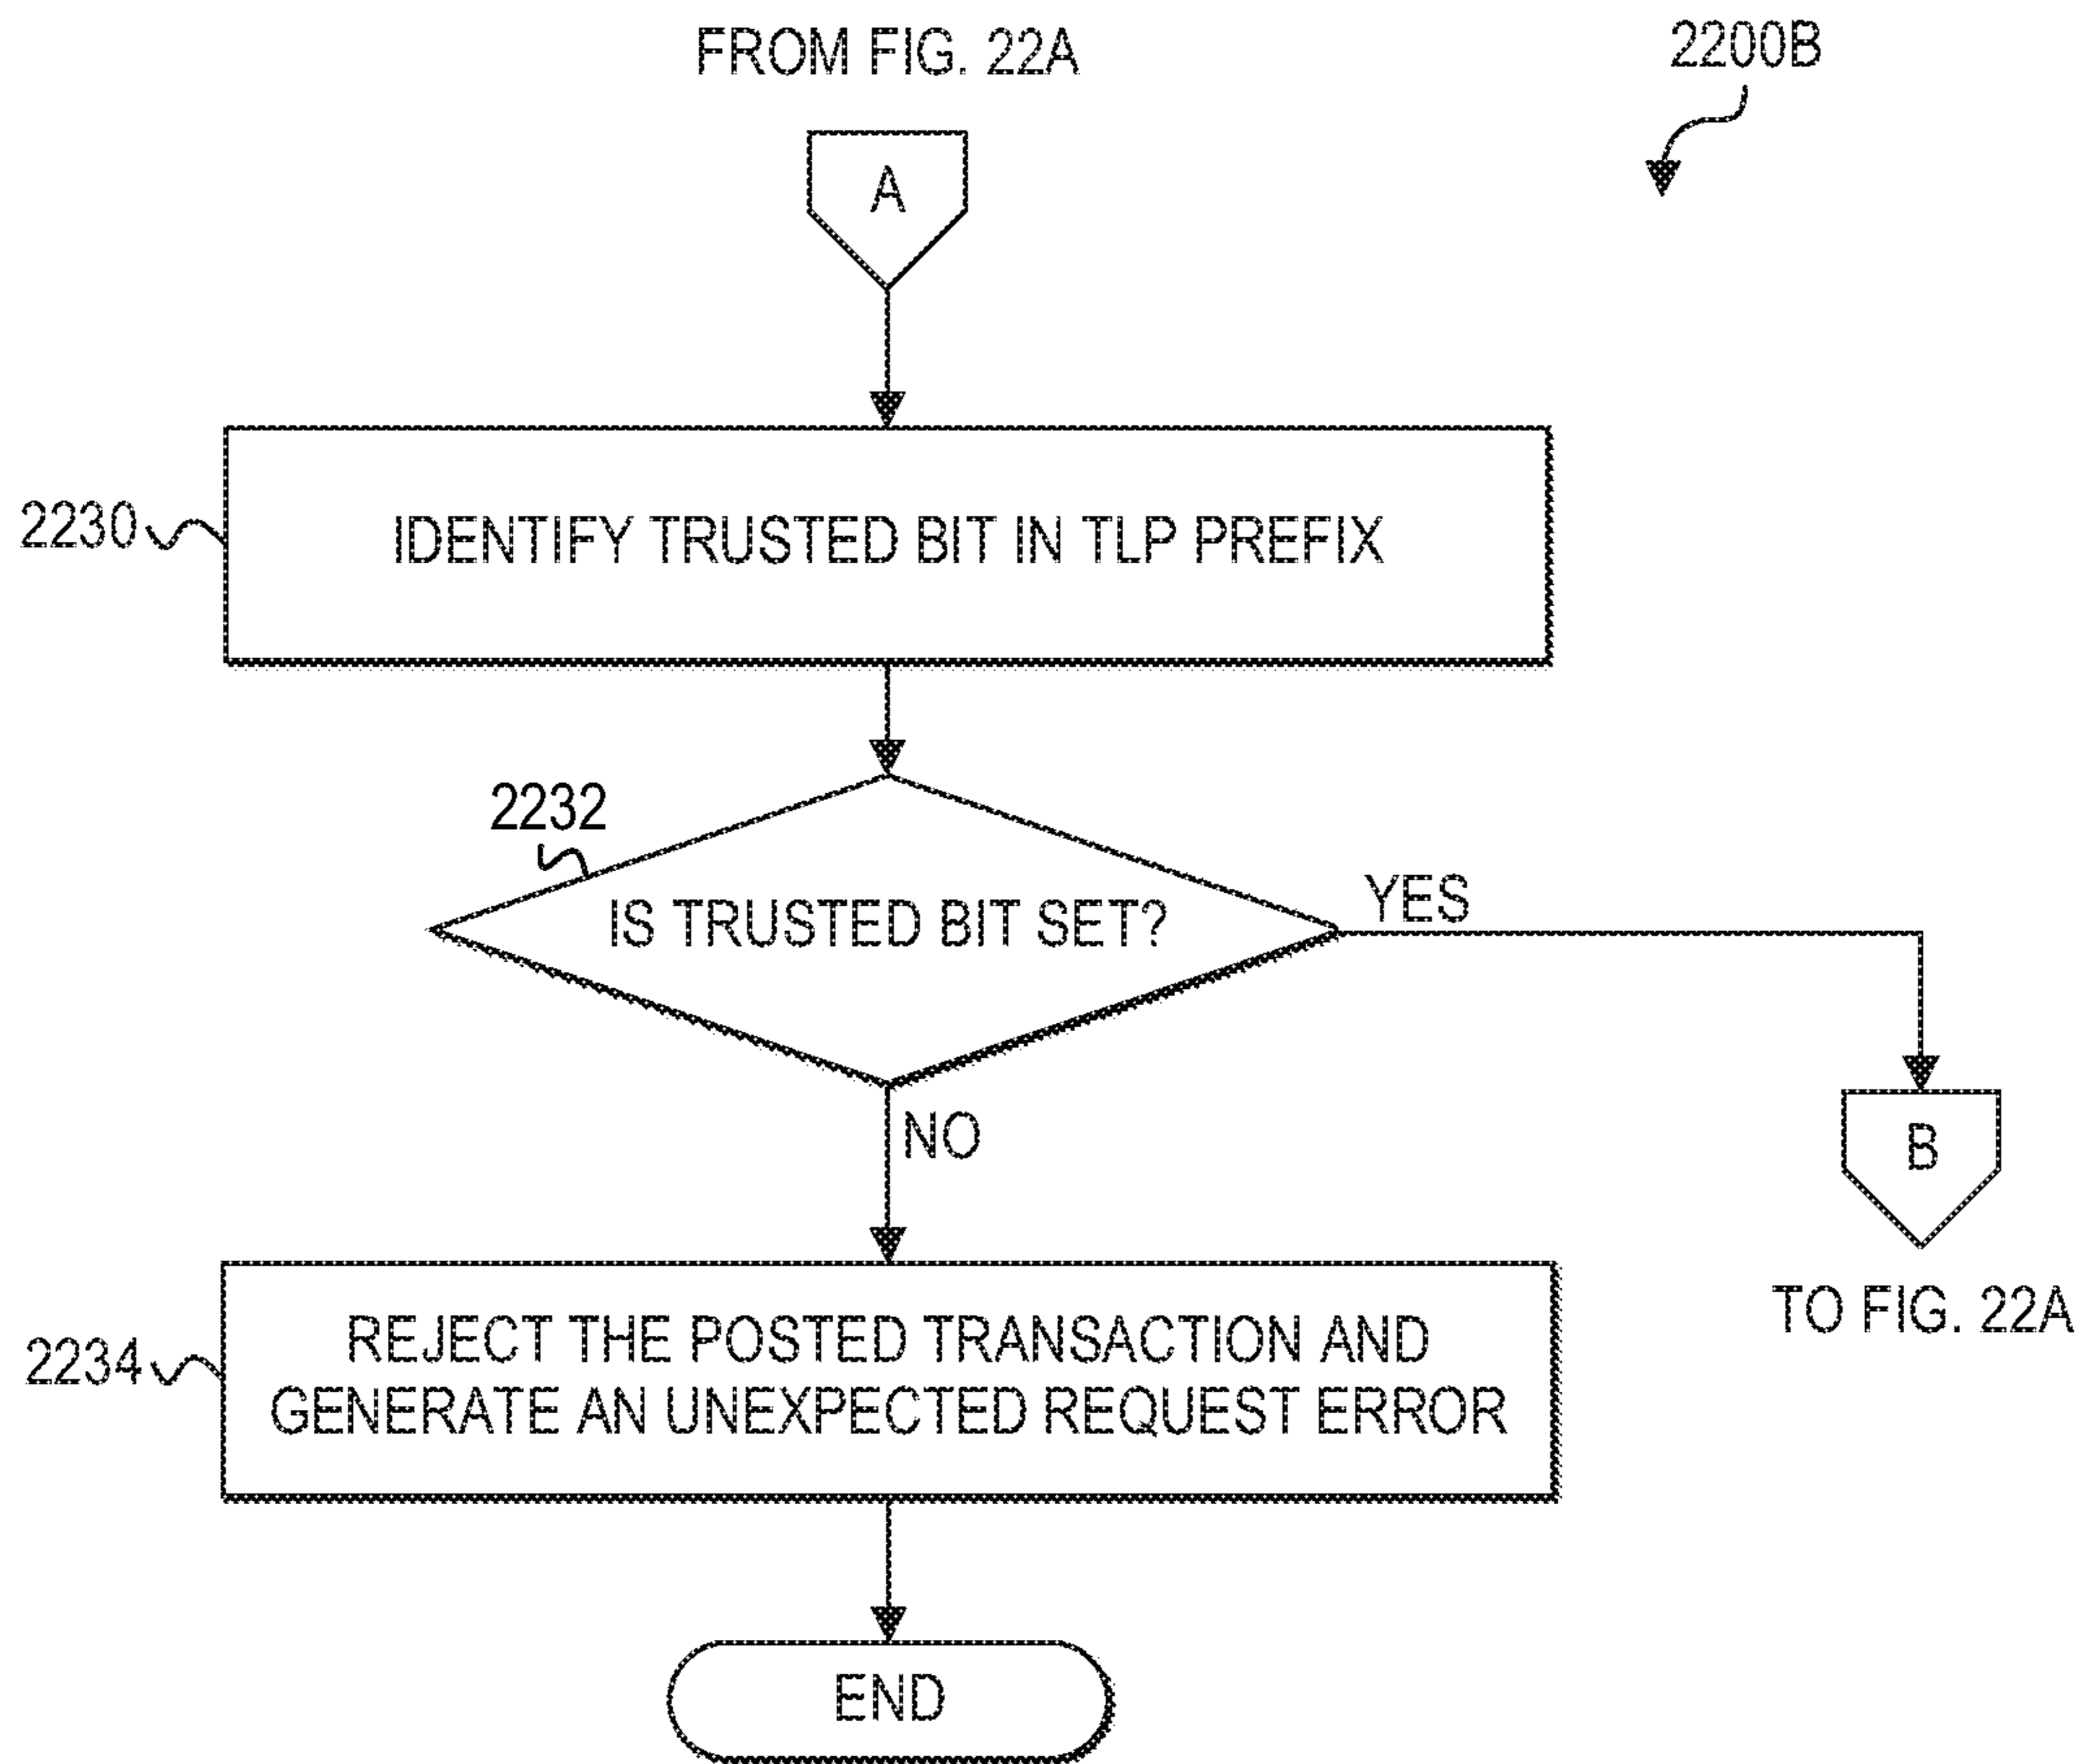 FROM FIG. 22A
2200B
A
2230
IDENTIFY TRUSTED BIT IN TLP PREFIX
2232
IS TRUSTED BIT SET?
YES
NO
B
TO FIG. 22A
2234
REJECT THE POSTED TRANSACTION AND
GENERATE AN UNEXPECTED REQUEST ERROR
END